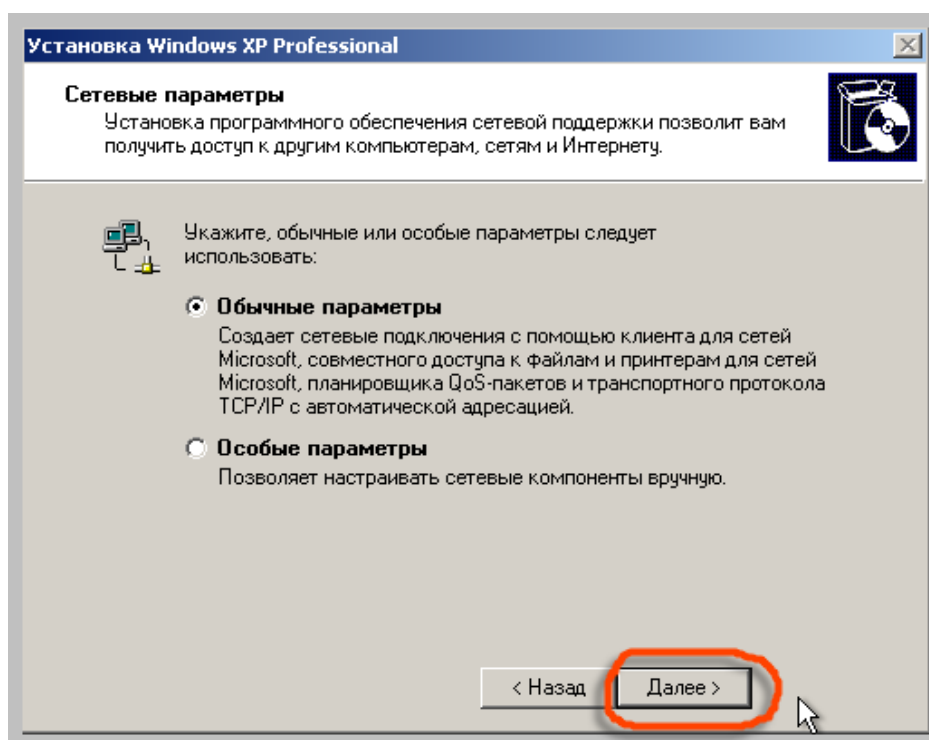 Установка Windows XP Professional
Сетевые параметры
Установка программного обеспечения сетевой поддержки позволит вам
получить доступ к другим компьютерам, сетям и Интернету.
Укажите, обычные или особые параметры следует
использовать:
Обычные параметры
Создает сетевые подключения с помощью клиента для сетей
Microsoft, совместного доступа к файлам и принтерам для сетей
Microsoft, планировщика QoS-пакетов и транспортного протокола
TCP/IP с автоматической адресацией.
Особые параметры
Позволяет настраивать сетевые компоненты вручную.
< Назад Далее >